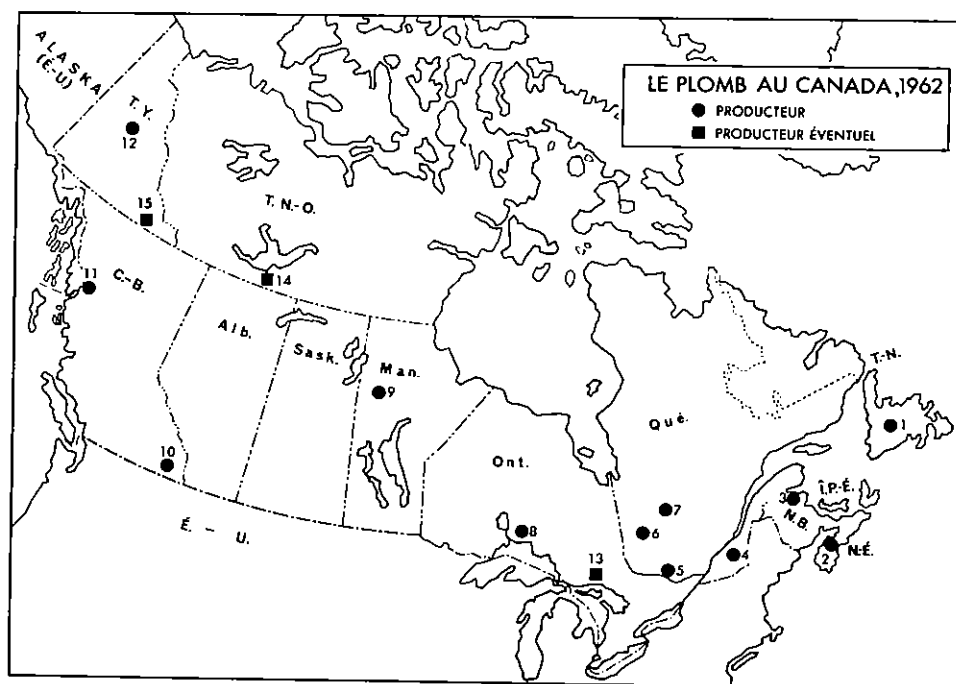 LE PLOMB AU CANADA, 1962
● PRODUCTEUR
■ PRODUCTEUR ÉVENTUEL
ALASKA
(É-U)
T.Y.
12
15
T.N.-O.
11
C.-B.
14
Alb.
Sask.
Man.
9
10
É.-U.
Ont.
8
13
Qué.
7
6
5
4
T.-N.
1
Î.P.-É.
3
N.B.
N.-É.
2